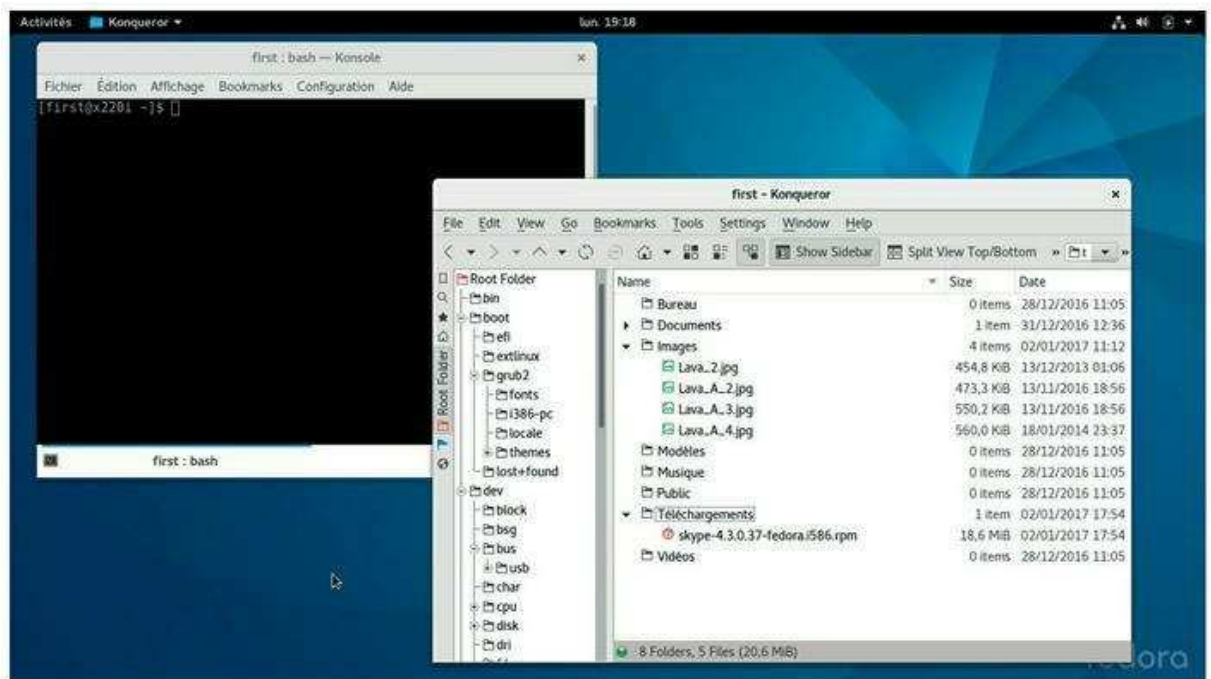 Activités Konqueror lun. 19:18
first : bash — Konsole
Fichier Édition Affichage Bookmarks Configuration Aide
[first@x220i ~]$
first : bash
first - Konqueror
File Edit View Go Bookmarks Tools Settings Window Help
Show Sidebar Split View Top/Bottom » t »
Root Folder
Root Folder
bin
boot
efi
extlinux
grub2
fonts
i386-pc
locale
themes
lost+found
dev
block
bsg
bus
usb
char
cpu
disk
dri
Name Size Date
Bureau 0 items 28/12/2016 11:05
Documents 1 item 31/12/2016 12:36
Images 4 items 02/01/2017 11:12
Lava_2.jpg 454,8 KiB 13/12/2013 01:06
Lava_A_2.jpg 473,3 KiB 13/11/2016 18:56
Lava_A_3.jpg 550,2 KiB 13/11/2016 18:56
Lava_A_4.jpg 560,0 KiB 18/01/2014 23:37
Modèles 0 items 28/12/2016 11:05
Musique 0 items 28/12/2016 11:05
Public 0 items 28/12/2016 11:05
Téléchargements 1 item 02/01/2017 17:54
skype-4.3.0.37-fedora.i586.rpm 18,6 MiB 02/01/2017 17:54
Vidéos 0 items 28/12/2016 11:05
8 Folders, 5 Files (20,6 MiB)
fedora